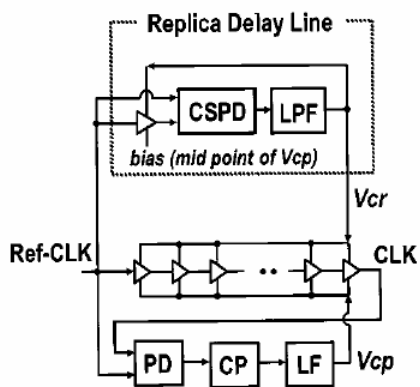 Replica Delay Line
CSPD
LPF
bias (mid point of Vcp)
Vcr
Ref-CLK
CLK
PD
CP
LF
Vcp